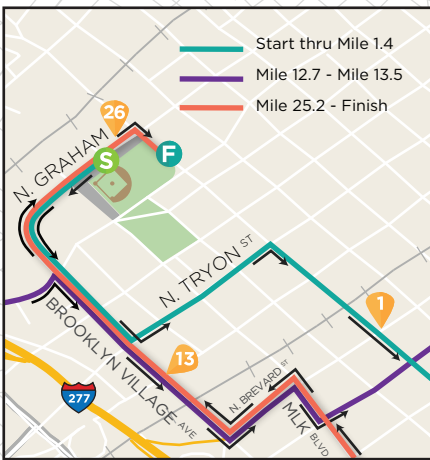 Start thru Mile 1.4
Mile 12.7 - Mile 13.5
Mile 25.2 - Finish
26
N. GRAHAM
S
F
N. TRYON ST
1
BROOKLYN VILLAGE AVE
13
N. BREVARD ST
MLK BLVD
277